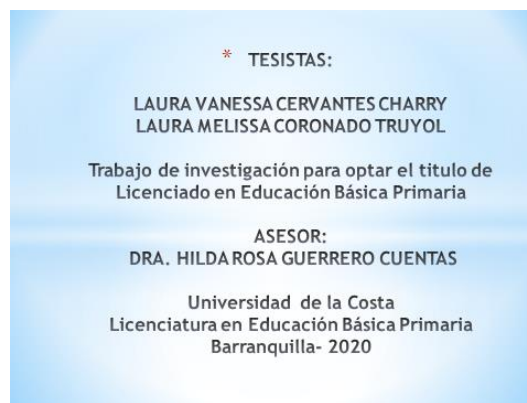 * TESISTAS:
LAURA VANESSA CERVANTES CHARRY
LAURA MELISSA CORONADO TRUYOL
Trabajo de investigación para optar el titulo de
Licenciado en Educación Básica Primaria
ASESOR:
DRA. HILDA ROSA GUERRERO CUENTAS
Universidad de la Costa
Licenciatura en Educación Básica Primaria
Barranquilla- 2020